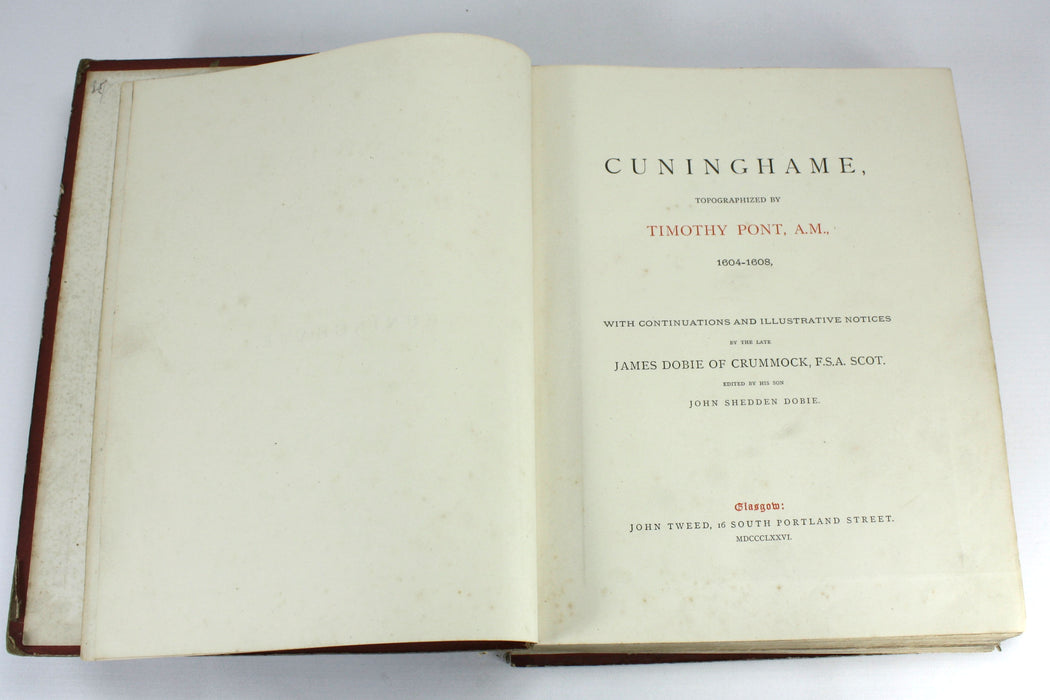 CUNINGHAME,
TOPOGRAPHIZED BY
TIMOTHY PONT, A.M.,
1604-1608,
WITH CONTINUATIONS AND ILLUSTRATIVE NOTICES
BY THE LATE
JAMES DOBIE OF CRUMMOCK, F.S.A. SCOT.
EDITED BY HIS SON
JOHN SHEDDEN DOBIE.
Glasgow:
JOHN TWEED, 16 SOUTH PORTLAND STREET.
MDCCCLXXVI.